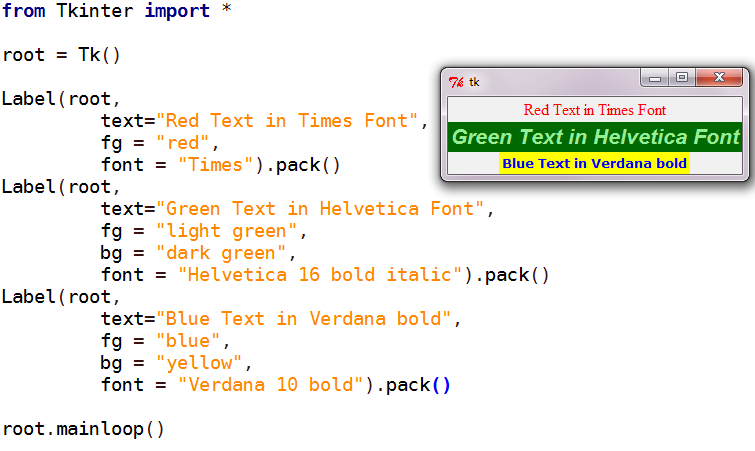 from Tkinter import *
root = Tk()
Label(root,
        text="Red Text in Times Font",
        fg = "red",
        font = "Times").pack()
Label(root,
        text="Green Text in Helvetica Font",
        fg = "light green",
        bg = "dark green",
        font = "Helvetica 16 bold italic").pack()
Label(root,
        text="Blue Text in Verdana bold",
        fg = "blue",
        bg = "yellow",
        font = "Verdana 10 bold").pack()
root.mainloop()
tk
Red Text in Times Font
Green Text in Helvetica Font
Blue Text in Verdana bold